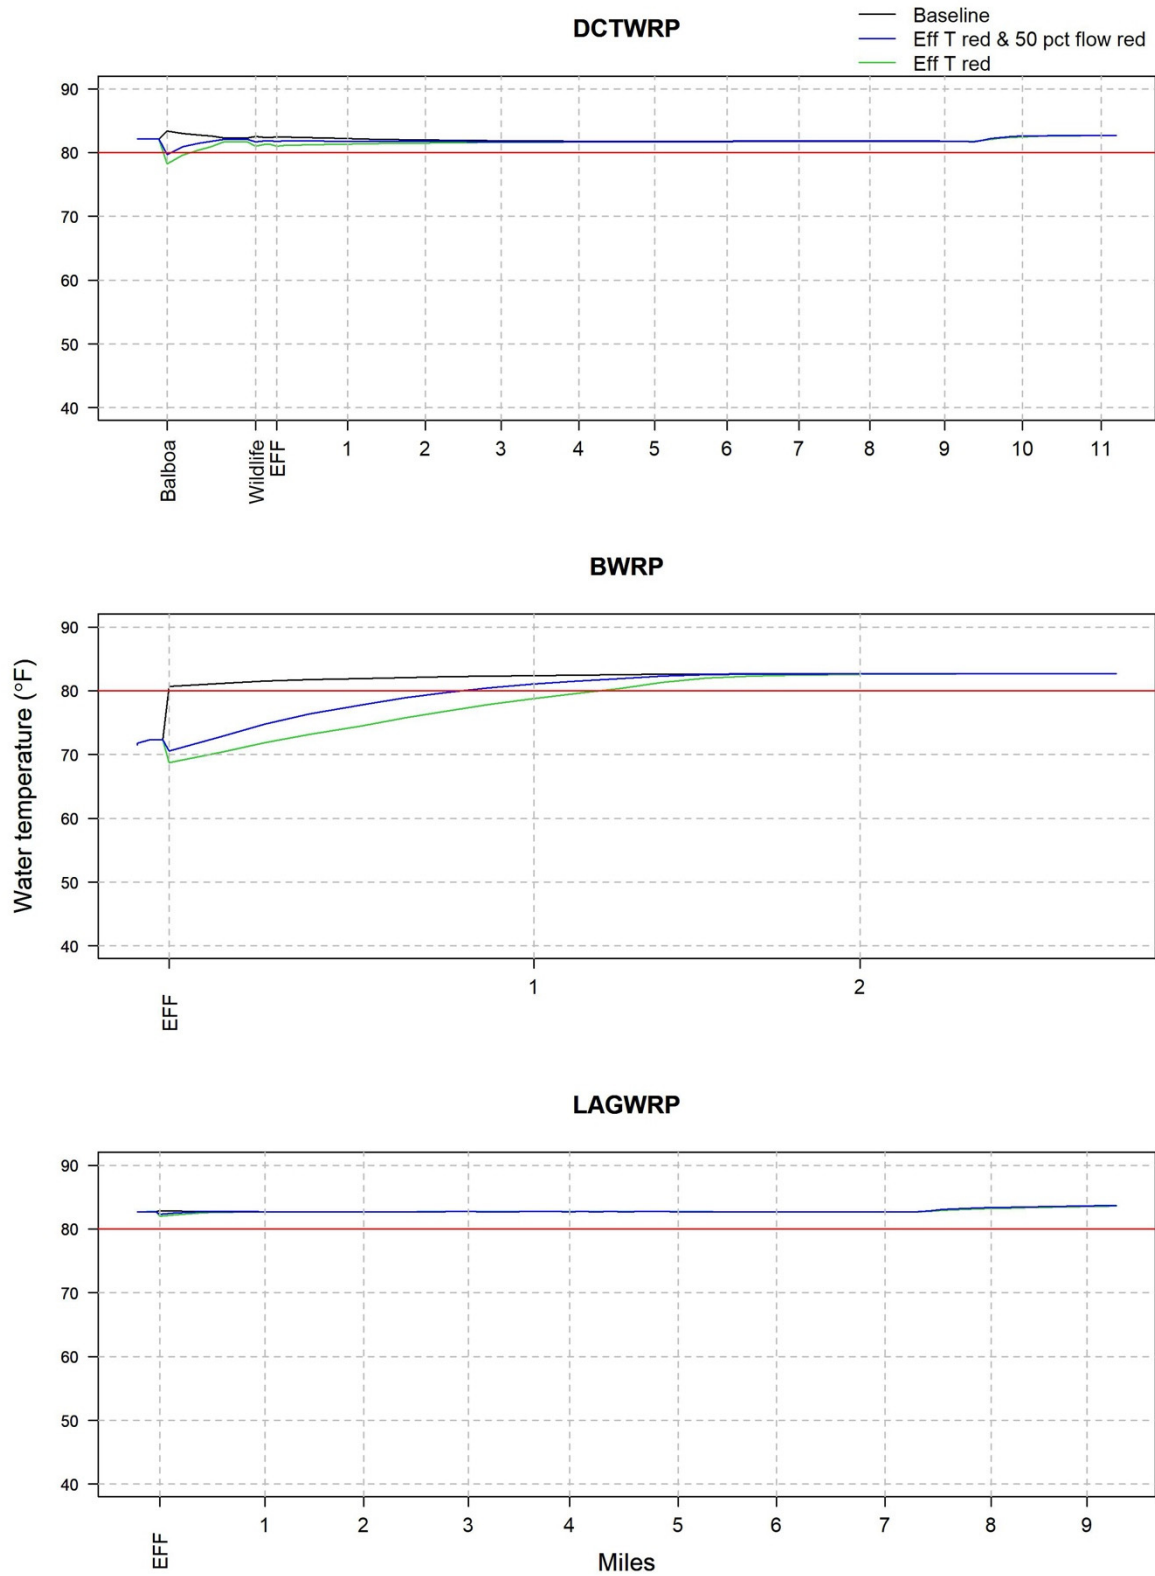 DCTWRP
Baseline
Eff T red & 50 pct flow red
Eff T red
90
80
70
60
50
40
Balboa
Wildlife
EFF
1 2 3 4 5 6 7 8 9 10 11
BWRP
Water temperature (°F)
90
80
70
60
50
40
EFF
1 2
LAGWRP
90
80
70
60
50
40
EFF
1 2 3 4 5 6 7 8 9
Miles